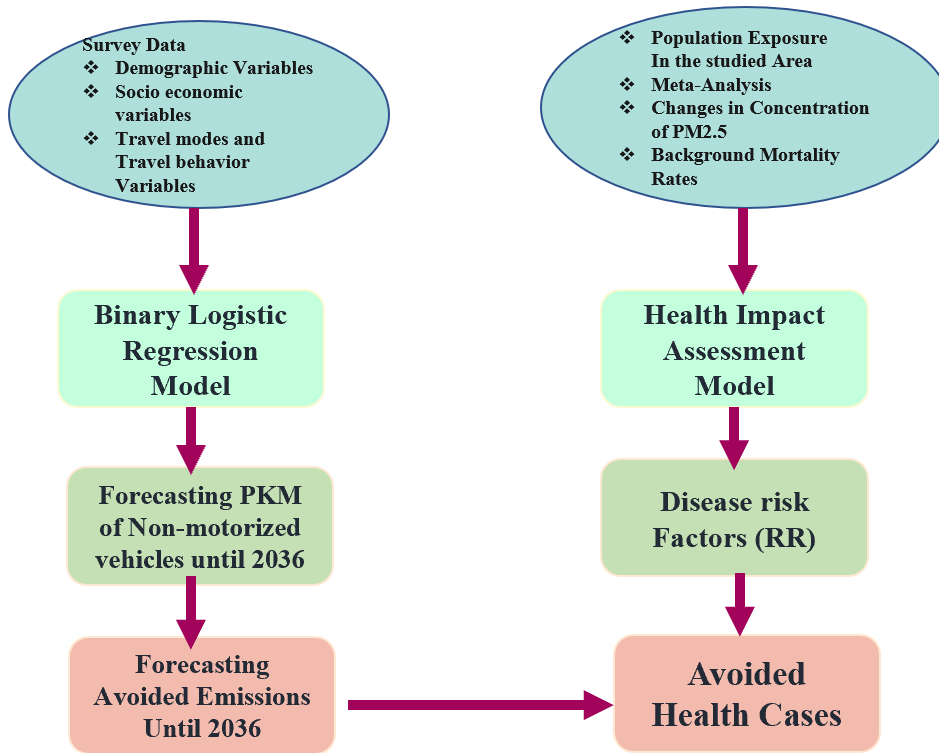 Survey Data
❖ Demographic Variables
❖ Socio economic
variables
❖ Travel modes and
Travel behavior
Variables
Binary Logistic
Regression
Model
Forecasting PKM
of Non-motorized
vehicles until 2036
Forecasting
Avoided Emissions
Until 2036
❖ Population Exposure
In the studied Area
❖ Meta-Analysis
❖ Changes in Concentration
of PM2.5
❖ Background Mortality
Rates
Health Impact
Assessment
Model
Disease risk
Factors (RR)
Avoided
Health Cases